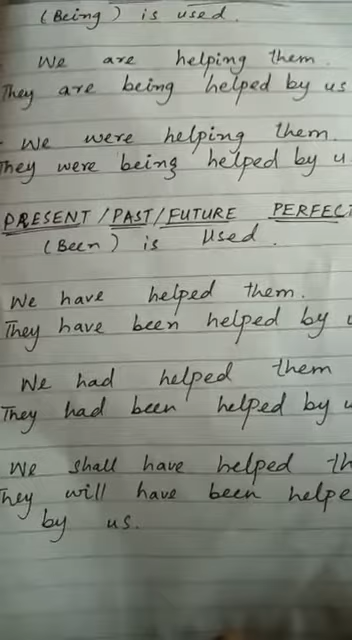 (Being) is used.
We are helping them.
They are being helped by us
We were helping them.
They were being helped by u
PRESENT/PAST/FUTURE PERFECT
(Been) is Used.
We have helped them.
They have been helped by u
We had helped them
They had been helped by u
We shall have helped th
They will have been helpe
by us.